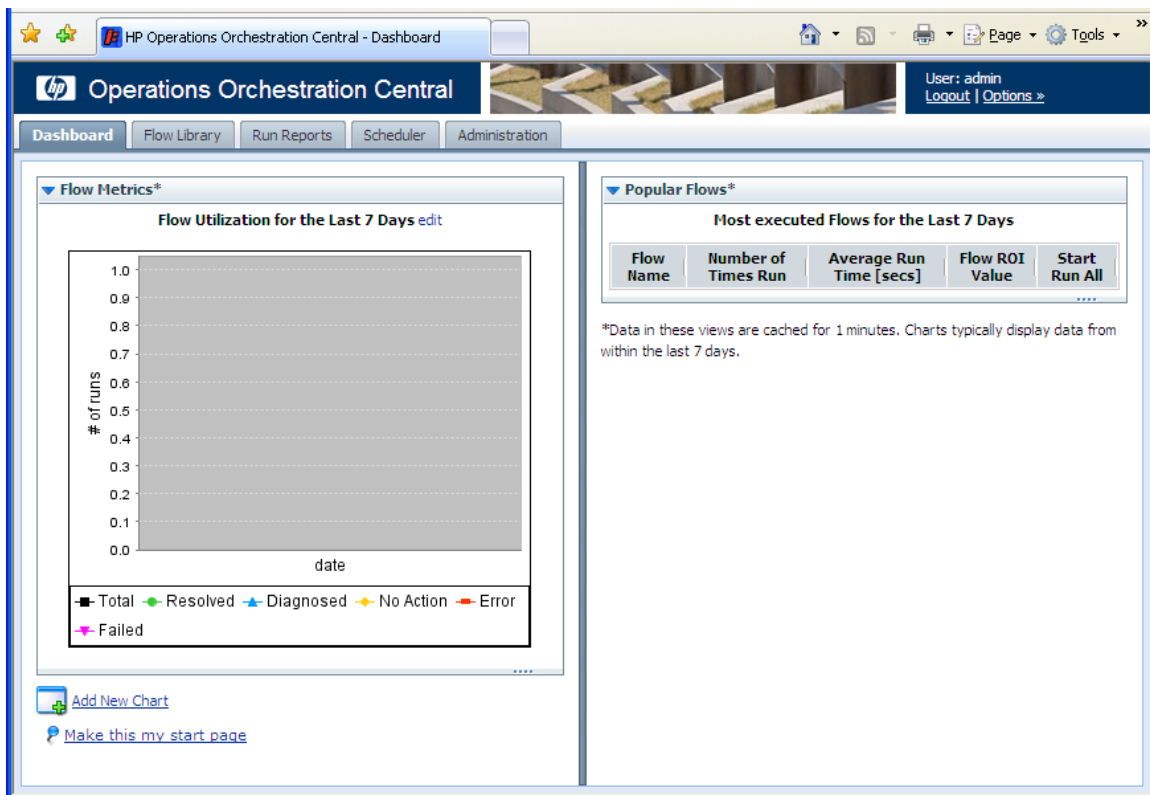 HP Operations Orchestration Central - Dashboard
Page
Tools
»
hp
Operations Orchestration Central
User: admin
Logout | Options »
Dashboard
Flow Library
Run Reports
Scheduler
Administration
Flow Metrics*
Flow Utilization for the Last 7 Days edit
1.0
0.9
0.8
0.7
0.6
0.5
0.4
0.3
0.2
0.1
0.0
# of runs
date
Total Resolved Diagnosed No Action Error
Failed
Add New Chart
Make this my start page
Popular Flows*
Most executed Flows for the Last 7 Days
Flow Name
Number of Times Run
Average Run Time [secs]
Flow ROI Value
Start Run All
*Data in these views are cached for 1 minutes. Charts typically display data from
within the last 7 days.